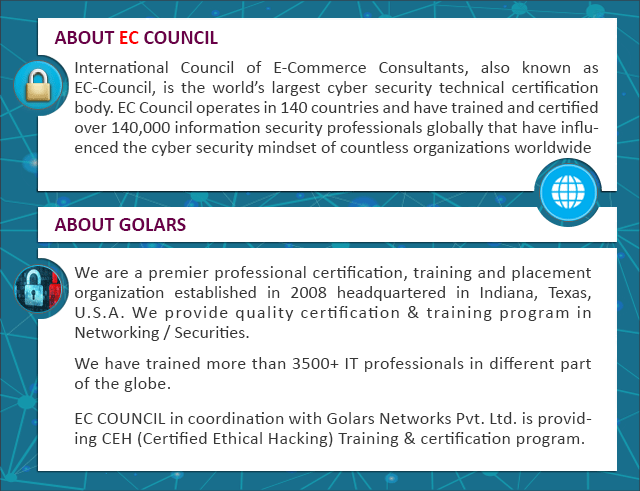 ABOUT EC COUNCIL
International Council of E-Commerce Consultants, also known as
EC-Council, is the world's largest cyber security technical certification
body. EC Council operates in 140 countries and have trained and certified
over 140,000 information security professionals globally that have influ-
enced the cyber security mindset of countless organizations worldwide
ABOUT GOLARS
We are a premier professional certification, training and placement
organization established in 2008 headquartered in Indiana, Texas,
U.S.A. We provide quality certification & training program in
Networking / Securities.
We have trained more than 3500+ IT professionals in different part
of the globe.
EC COUNCIL in coordination with Golars Networks Pvt. Ltd. is provid-
ing CEH (Certified Ethical Hacking) Training & certification program.